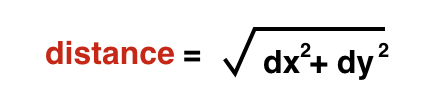 distance = √dx²+ dy²